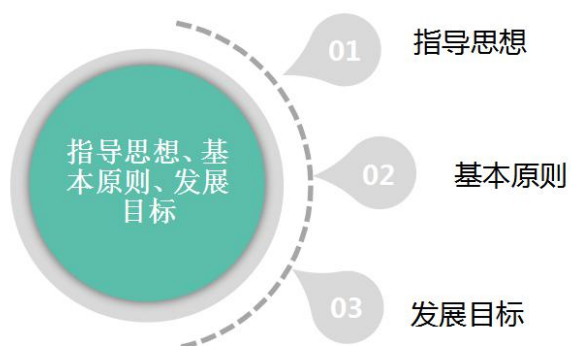 指导思想、基
本原则、发展
目标
01
指导思想
02
基本原则
03
发展目标